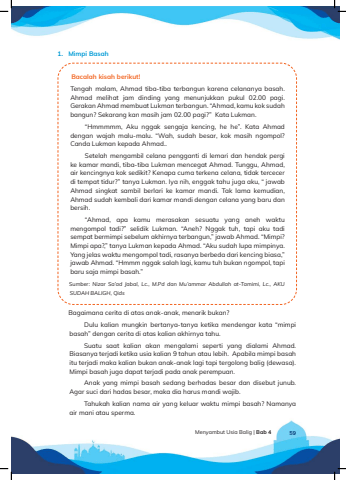 1. Mimpi Basah
Bacalah kisah berikut!
Tengah malam, Ahmad tiba-tiba terbangun karena celananya basah.
Ahmad melihat jam dinding yang menunjukkan pukul 02.00 pagi.
Gerakan Ahmad membuat Lukman terbangun. “Ahmad, kamu kok sudah
bangun? Sekarang kan masih jam 02.00 pagi?” Kata Lukman.
“Hmmmmm, Aku nggak sengaja kencing, he he”. Kata Ahmad
dengan wajah malu-malu. “Wah, sudah besar, kok masih ngompol?
Canda Lukman kepada Ahmad..
Setelah mengambil celana pengganti di lemari dan hendak pergi
ke kamar mandi, tiba-tiba Lukman mencegat Ahmad. Tunggu, Ahmad,
air kencingnya kok sedikit? Kenapa cuma terkena celana, tidak tercecer
di tempat tidur?” tanya Lukman. Iya nih, enggak tahu juga aku, “ jawab
Ahmad singkat sambil berlari ke kamar mandi. Tak lama kemudian,
Ahmad sudah kembali dari kamar mandi dengan celana yang baru dan
bersih.
“Ahmad, apa kamu merasakan sesuatu yang aneh waktu
mengompol tadi?” selidik Lukman. “Aneh? Nggak tuh, tapi aku tadi
sempat bermimpi sebelum akhirnya terbangun,” jawab Ahmad. “Mimpi?
Mimpi apa?,” tanya Lukman kepada Ahmad. “Aku sudah lupa mimpinya.
Yang jelas waktu mengompol tadi, rasanya berbeda dari kencing biasa,”
jawab Ahmad. “Hmmm nggak salah lagi, kamu tuh bukan ngompol, tapi
baru saja mimpi basah.”
Sumber: Nizar Sa'ad Jabal, Lc., M.Pd dan Mu'ammar Abdullah at-Tamimi, Lc., AKU
SUDAH BALIGH, Qids
Bagaimana cerita di atas anak-anak, menarik bukan?
Dulu kalian mungkin bertanya-tanya ketika mendengar kata “mimpi
basah” dengan cerita di atas kalian akhirnya tahu.
Suatu saat kalian akan mengalami seperti yang dialami Ahmad.
Biasanya terjadi ketika usia kalian 9 tahun atau lebih. Apabila mimpi basah
itu terjadi maka kalian bukan anak-anak lagi tapi tergolong balig (dewasa).
Mimpi basah juga dapat terjadi pada anak perempuan.
Anak yang mimpi basah sedang berhadas besar dan disebut junub.
Agar suci dari hadas besar, maka dia harus mandi wajib.
Tahukah kalian nama air yang keluar waktu mimpi basah? Namanya
air mani atau sperma.
Menyambut Usia Balig | Bab 4 59